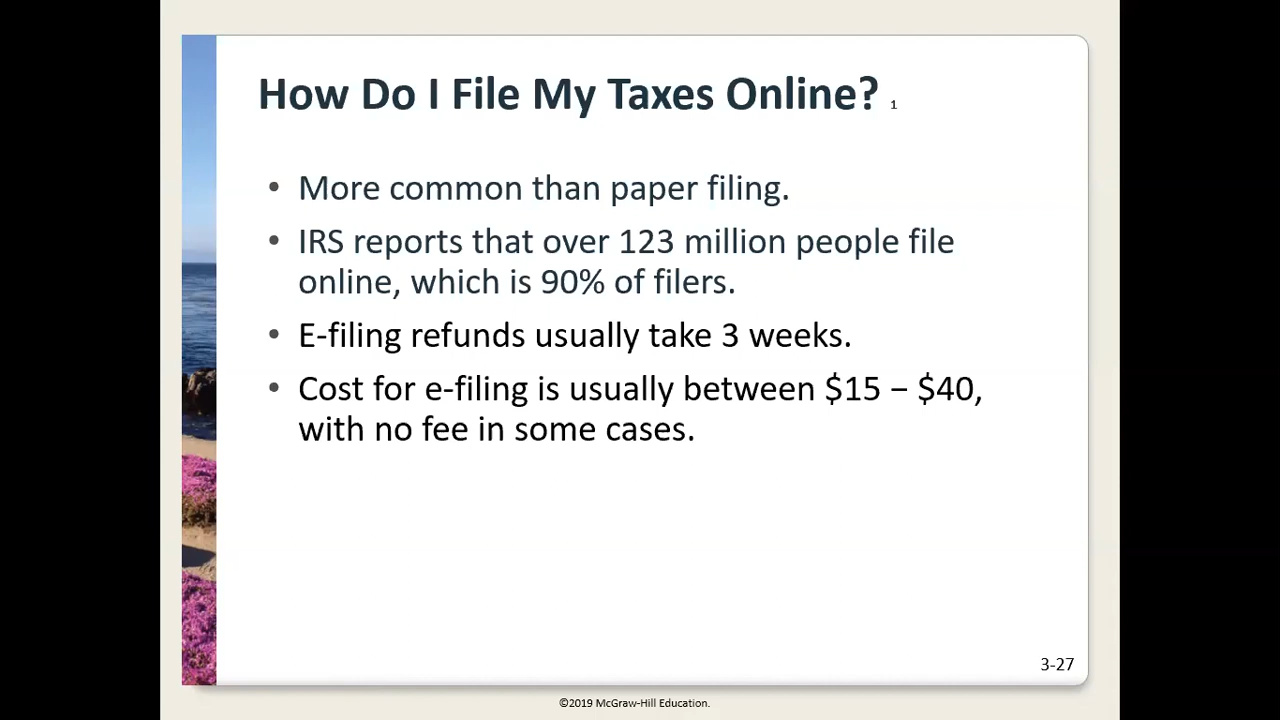 How Do I File My Taxes Online? 1
• More common than paper filing.
• IRS reports that over 123 million people file
online, which is 90% of filers.
• E-filing refunds usually take 3 weeks.
• Cost for e-filing is usually between $15 − $40,
with no fee in some cases.
3-27
©2019 McGraw-Hill Education.